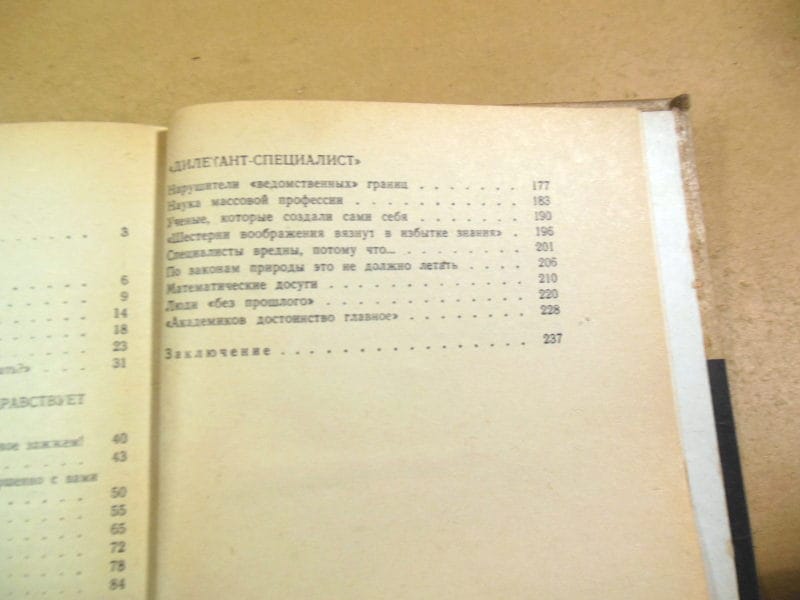 3
6
9
14
18
23
31
40
43
50
55
65
72
78
84
«ДИЛЕТАНТ-СПЕЦИАЛИСТ»
Нарушители «ведомственных» границ . . . . . . . 177
Наука массовой профессии . . . . . . . . . . . 183
Ученые, которые создали сами себя . . . . . . . 190
«Шестерни воображения вязнут в избытке знания» . 196
Специалисты вредны, потому что... . . . . . . . . 201
По законам природы это не должно летать . . . . 206
Математические досуги . . . . . . . . . . . . 210
Люди «без прошлого» . . . . . . . . . . . . . 220
«Академиков достоинство главное» . . . . . . . . 228
Заключение . . . . . . . . . . . . . . . . 237